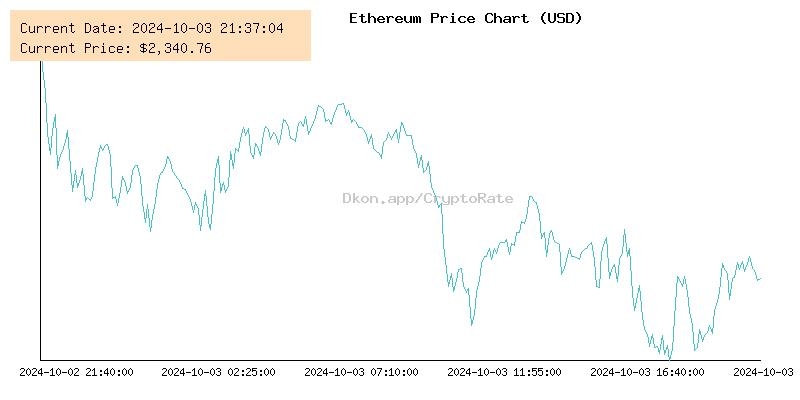 Ethereum Price Chart (USD)
Current Date: 2024-10-03 21:37:04
Current Price: $2,340.76
Dkon.app/CryptoRate
2024-10-02 21:40:00 2024-10-03 02:25:00 2024-10-03 07:10:00 2024-10-03 11:55:00 2024-10-03 16:40:00 2024-10-03